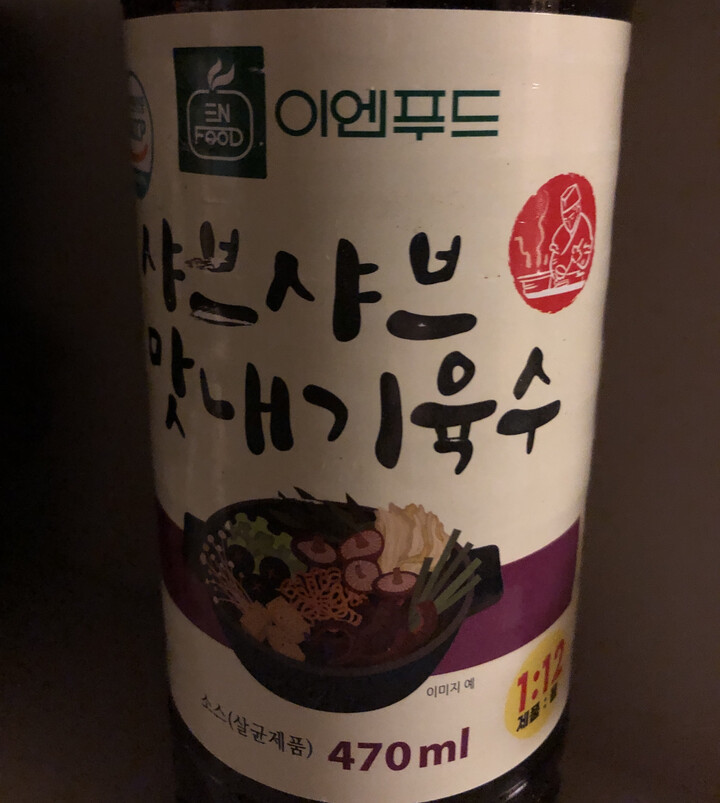 EN
FOOD
이엔푸드
샤브샤브
맛내기육수
이미지 예
1:12
제품:물
소스(살균제품)
470ml